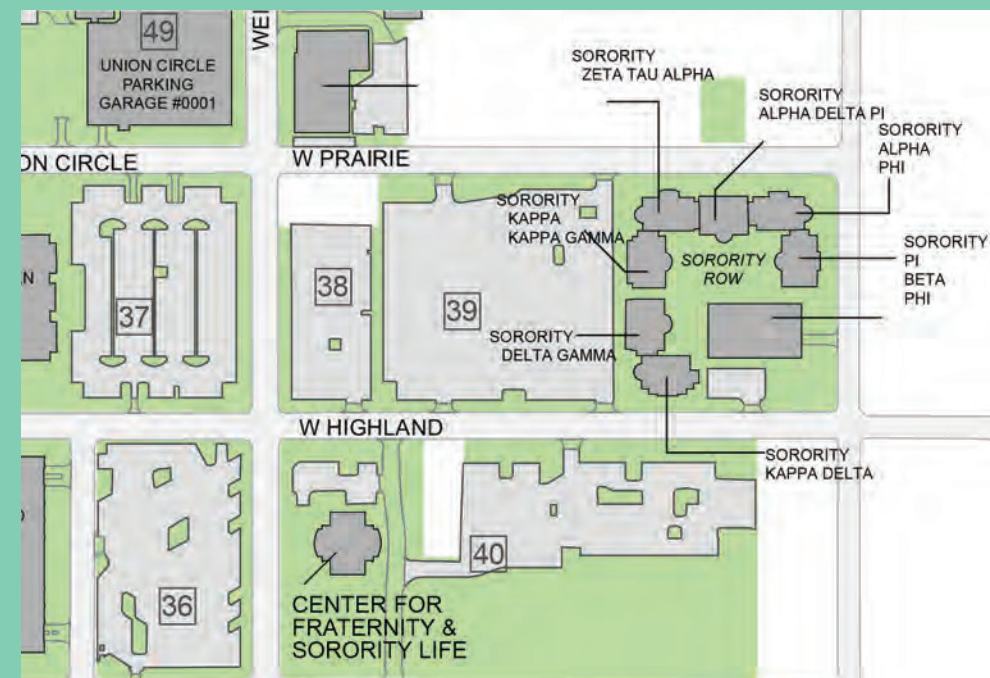 49
UNION CIRCLE
PARKING
GARAGE #0001
SORORITY
ZETA TAU ALPHA
SORORITY
ALPHA DELTA PI
SORORITY
ALPHA
PHI
W PRAIRIE
SORORITY
KAPPA
KAPPA GAMMA
SORORITY
ROW
SORORITY
PI
BETA
PHI
37
38
39
SORORITY
DELTA GAMMA
W HIGHLAND
SORORITY
KAPPA DELTA
36
40
CENTER FOR
FRATERNITY &
SORORITY LIFE
ON CIRCLE